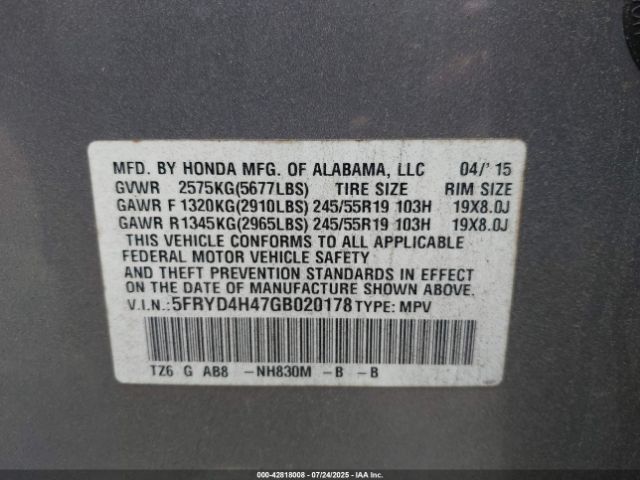 MFD. BY HONDA MFG. OF ALABAMA, LLC 04/'15
GVWR 2575KG(5677LBS) TIRE SIZE RIM SIZE
GAWR F 1320KG(2910LBS) 245/55R19 103H 19X8.0J
GAWR R1345KG(2965LBS) 245/55R19 103H 19X8.0J
THIS VEHICLE CONFORMS TO ALL APPLICABLE
FEDERAL MOTOR VEHICLE SAFETY
AND THEFT PREVENTION STANDARDS IN EFFECT
ON THE DATE OF MANUFACTURE SHOWN ABOVE.
V.I.N.:5FRYD4H47GB020178 TYPE: MPV
TZ6 G AB8 -NH830M -B -B
000-42818008 - 07/24/2025 - IAAI.com